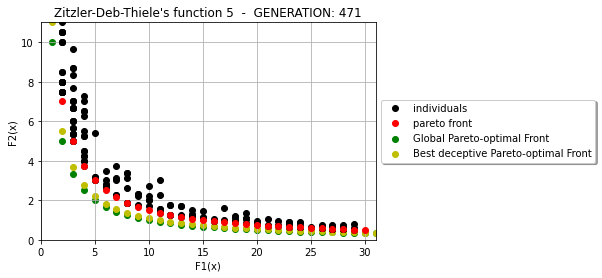 Zitzler-Deb-Thiele's function 5 - GENERATION: 471
10
8
6
4
2
0
F2(x)
0 5 10 15 20 25 30
F1(x)
individuals
pareto front
Global Pareto-optimal Front
Best deceptive Pareto-optimal Front